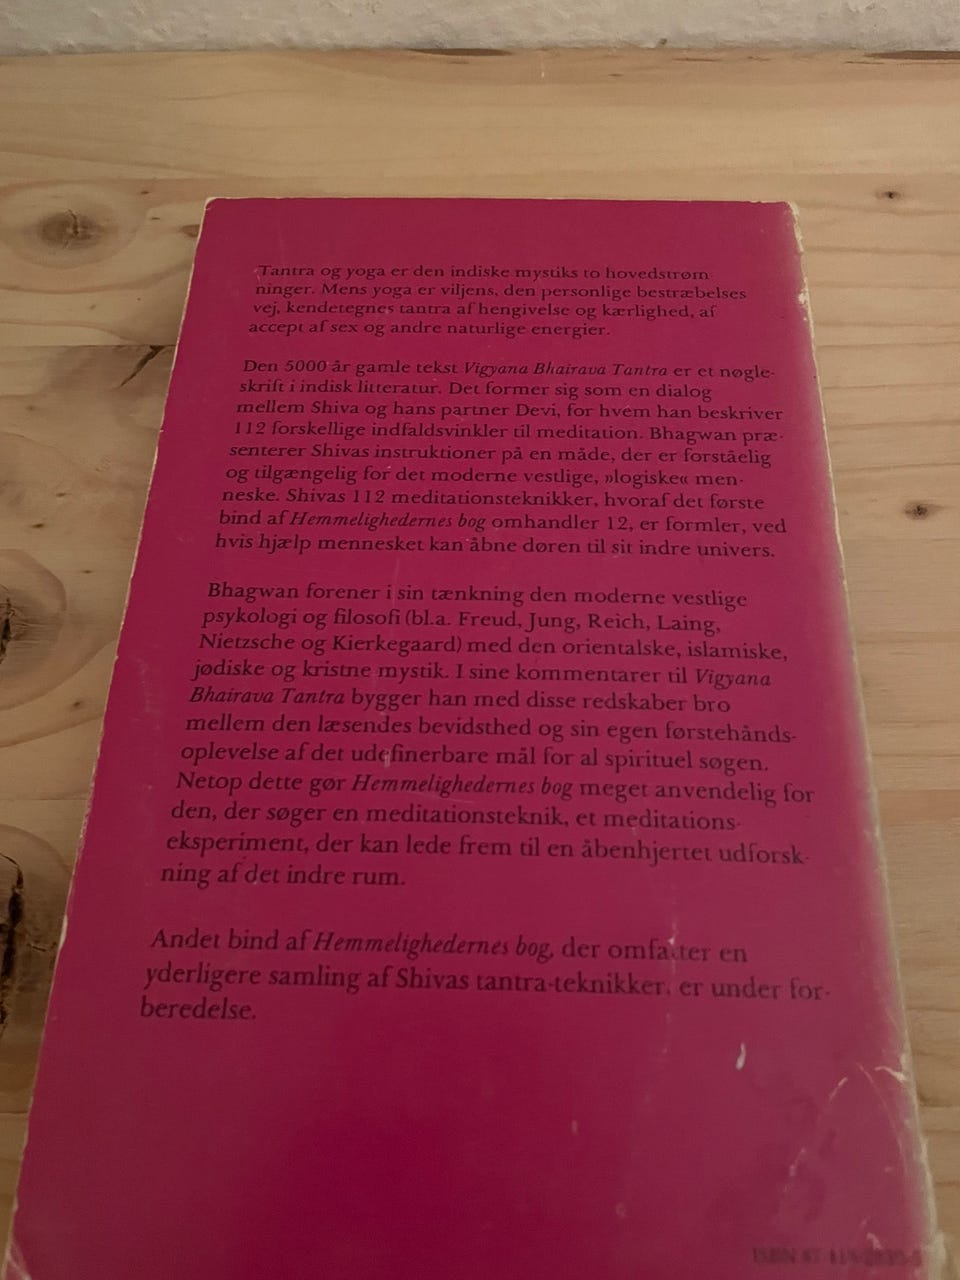 Tantra og yoga er den indiske mystiks to hovedstrøm-
ninger. Mens yoga er viljens, den personlige bestræbelses
vej, kendetegnes tantra af hengivelse og kærlighed, af
accept af sex og andre naturlige energier.
Den 5000 år gamle tekst Vigyana Bhairava Tantra er et nøgle-
skrift i indisk litteratur. Det former sig som en dialog
mellem Shiva og hans partner Devi, for hvem han beskriver
112 forskellige indfaldsvinkler til meditation. Bhagwan præ-
senterer Shivas instruktioner på en måde, der er forståelig
og tilgængelig for det moderne vestlige, »logiske« men-
neske. Shivas 112 meditationsteknikker, hvoraf det første
bind af Hemmelighedernes bog omhandler 12, er formler, ved
hvis hjælp mennesket kan åbne døren til sit indre univers.
Bhagwan forener i sin tænkning den moderne vestlige
psykologi og filosofi (bl.a. Freud, Jung, Reich, Laing,
Nietzsche og Kierkegaard) med den orientalske, islamiske,
jødiske og kristne mystik. I sine kommentarer til Vigyana
Bhairava Tantra bygger han med disse redskaber bro
mellem den læsendes bevidsthed og sin egen førstehånds-
oplevelse af det udefinerbare mål for al spirituel søgen.
Netop dette gør Hemmelighedernes bog meget anvendelig for
den, der søger en meditationsteknik, et meditations-
eksperiment, der kan lede frem til en åbenhjertet udforsk-
ning af det indre rum.
Andet bind af Hemmelighedernes bog, der omfatter en
yderligere samling af Shivas tantra-teknikker, er under for-
beredelse.
ISBN